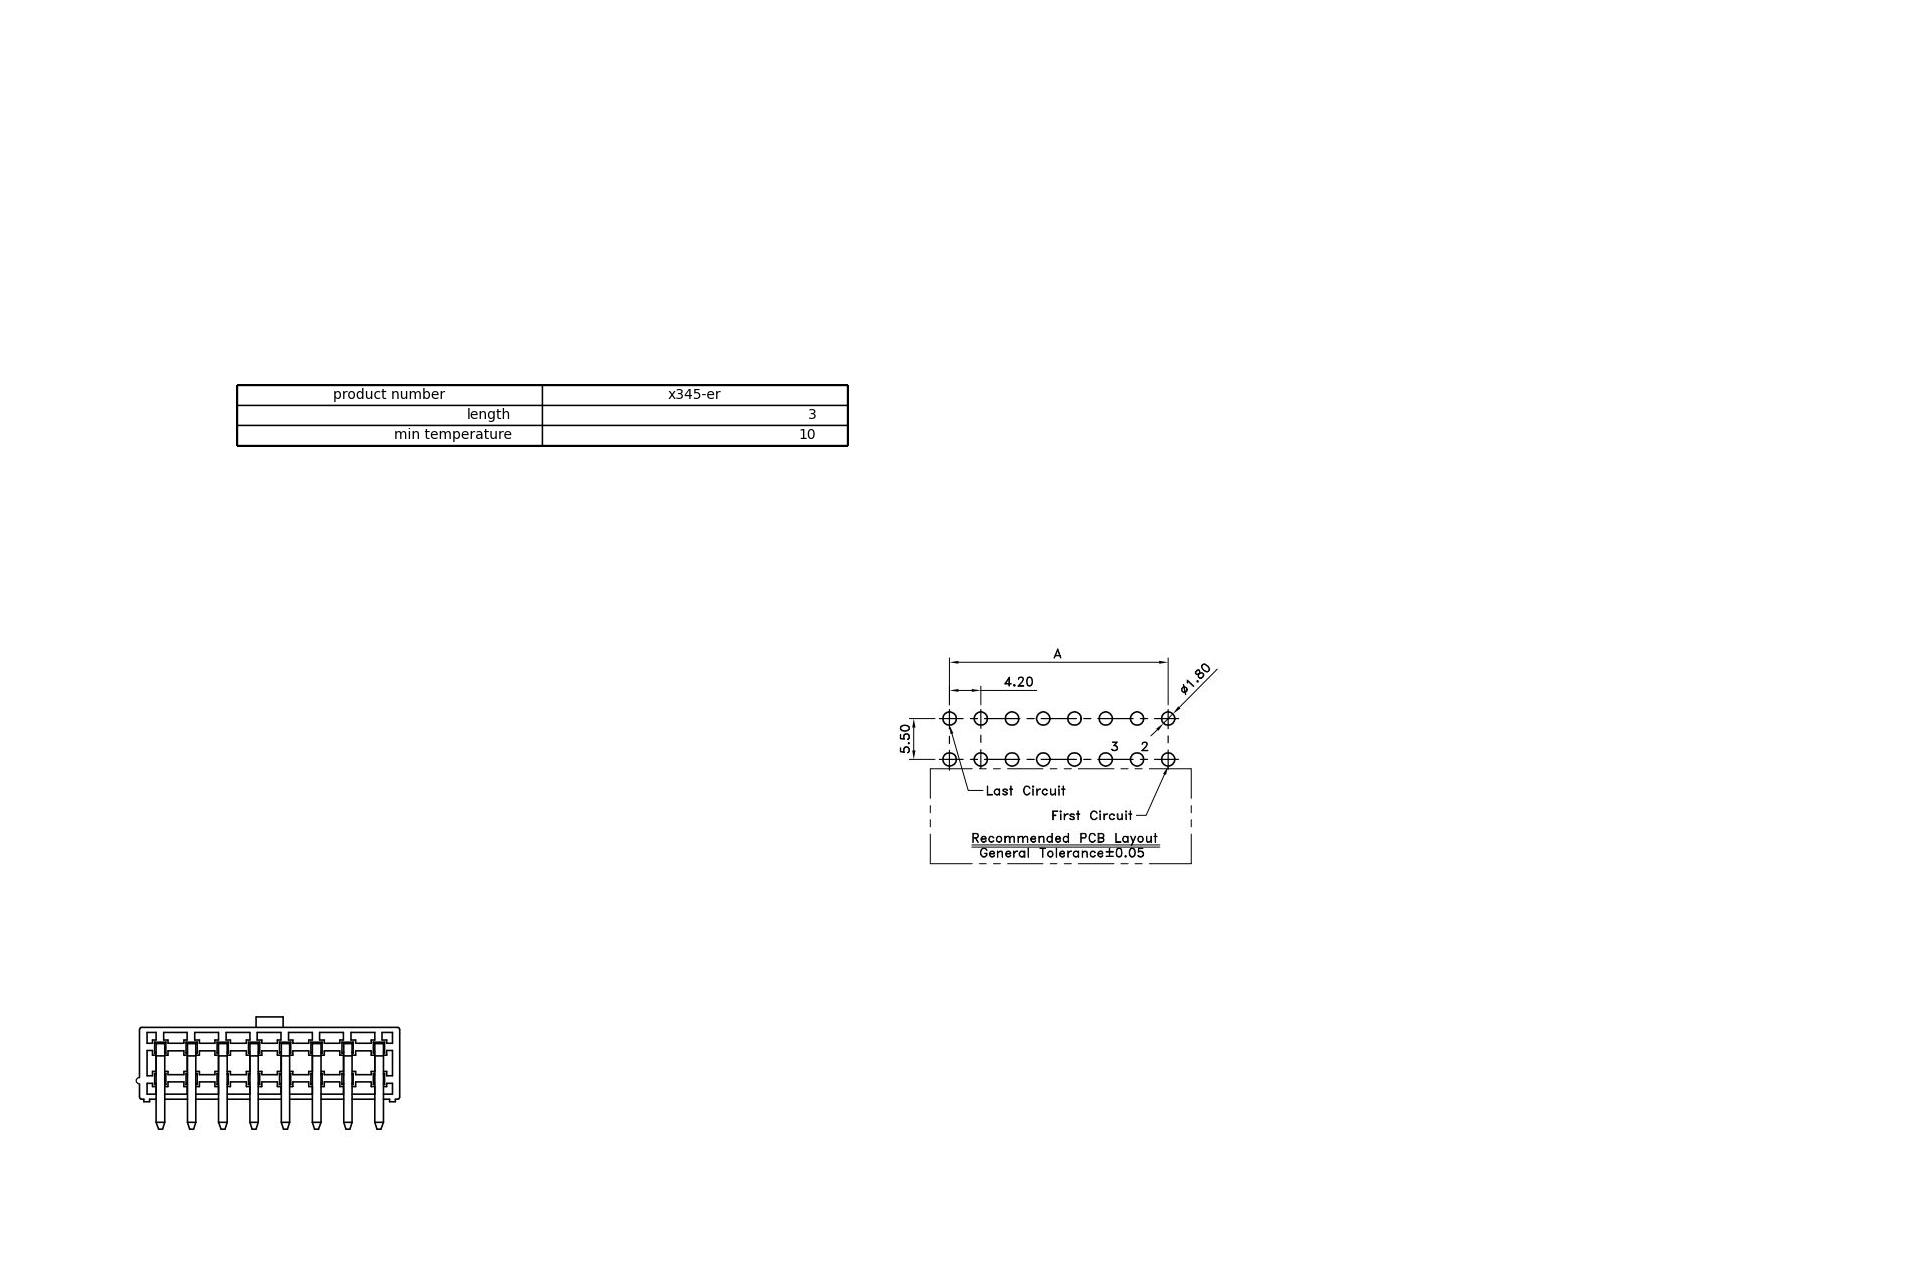 product number x345-er
length 3
min temperature 10
A
4.20
ø1.80
5.50
3 2
Last Circuit
First Circuit
Recommended PCB Layout
General Tolerance±0.05